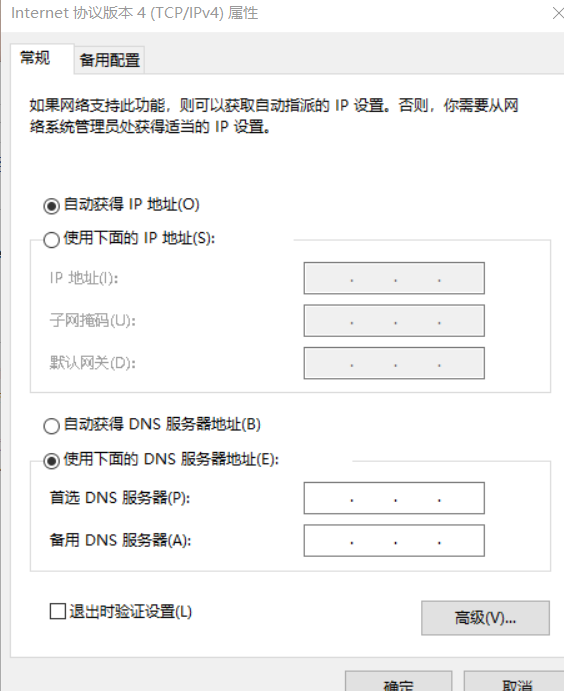 Internet 协议版本 4 (TCP/IPv4) 属性
常规
备用配置
如果网络支持此功能，则可以获取自动指派的 IP 设置。否则，你需要从网
络系统管理员处获得适当的 IP 设置。
自动获得 IP 地址(O)
使用下面的 IP 地址(S):
IP 地址(I):
子网掩码(U):
默认网关(D):
自动获得 DNS 服务器地址(B)
使用下面的 DNS 服务器地址(E):
首选 DNS 服务器(P):
备用 DNS 服务器(A):
退出时验证设置(L)
高级(V)...
确定
取消